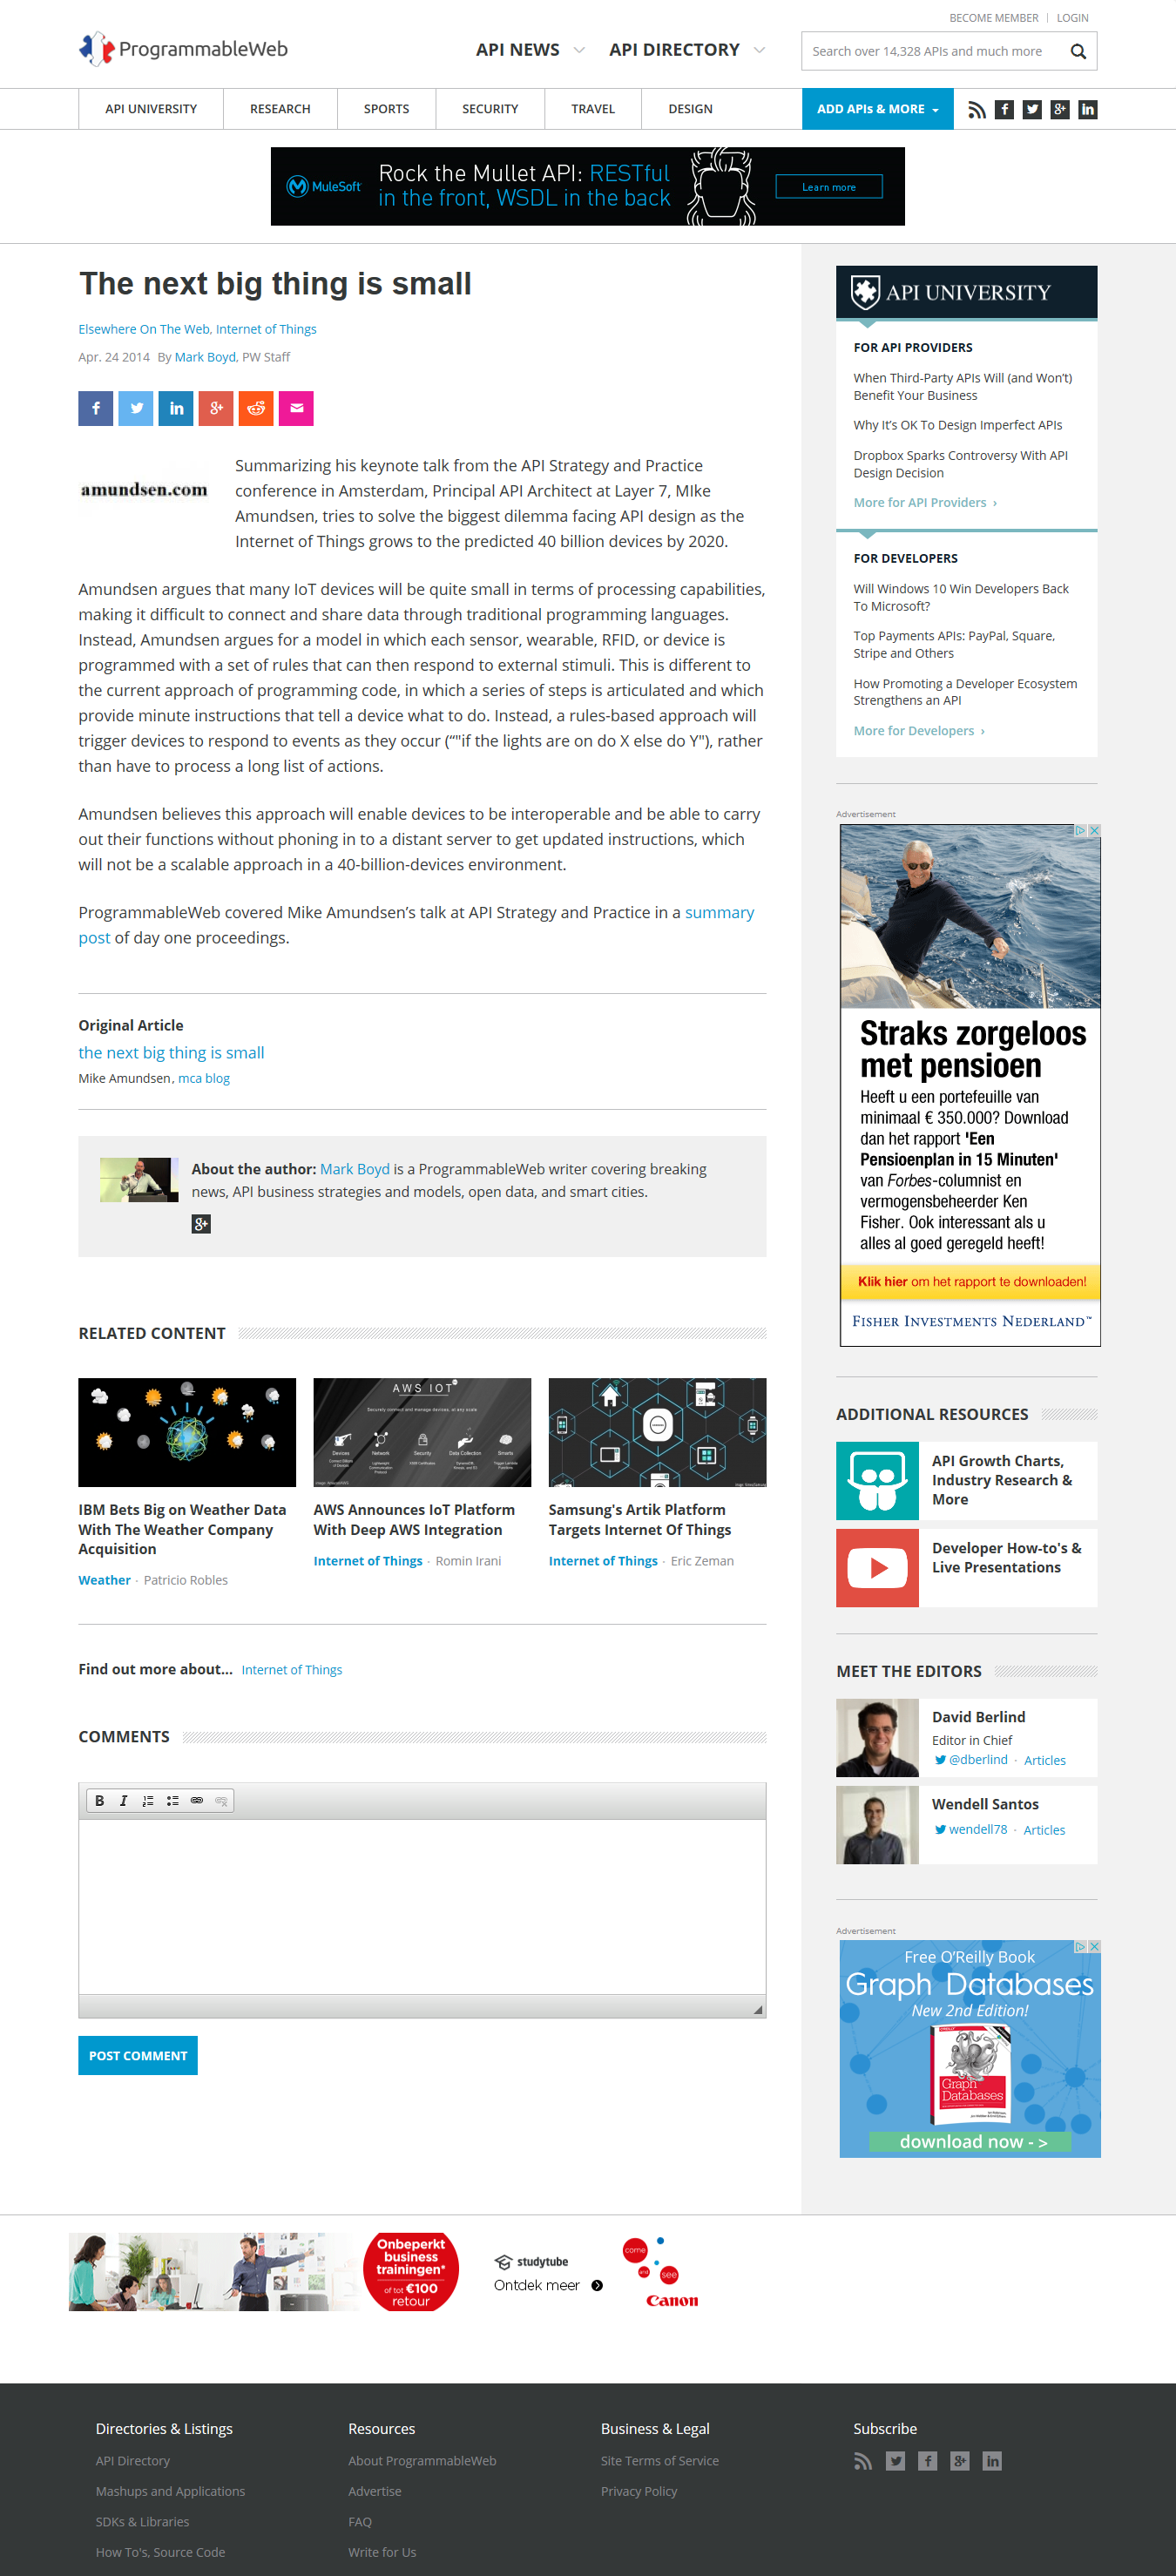 BECOME MEMBER | LOGIN
ProgrammableWeb
API NEWS
API DIRECTORY
Search over 14,328 APIs and much more
API UNIVERSITY
RESEARCH
SPORTS
SECURITY
TRAVEL
DESIGN
ADD APIs & MORE
MuleSoft
Rock the Mullet API: RESTful
in the front, WSDL in the back
Learn more
The next big thing is small
Elsewhere On The Web, Internet of Things
Apr. 24 2014 By Mark Boyd, PW Staff
amundsen.com
Summarizing his keynote talk from the API Strategy and Practice
conference in Amsterdam, Principal API Architect at Layer 7, MIke
Amundsen, tries to solve the biggest dilemma facing API design as the
Internet of Things grows to the predicted 40 billion devices by 2020.
Amundsen argues that many IoT devices will be quite small in terms of processing capabilities,
making it difficult to connect and share data through traditional programming languages.
Instead, Amundsen argues for a model in which each sensor, wearable, RFID, or device is
programmed with a set of rules that can then respond to external stimuli. This is different to
the current approach of programming code, in which a series of steps is articulated and which
provide minute instructions that tell a device what to do. Instead, a rules-based approach will
trigger devices to respond to events as they occur (“"if the lights are on do X else do Y"), rather
than have to process a long list of actions.
Amundsen believes this approach will enable devices to be interoperable and be able to carry
out their functions without phoning in to a distant server to get updated instructions, which
will not be a scalable approach in a 40-billion-devices environment.
ProgrammableWeb covered Mike Amundsen’s talk at API Strategy and Practice in a summary
post of day one proceedings.
Original Article
the next big thing is small
Mike Amundsen, mca blog
About the author: Mark Boyd is a ProgrammableWeb writer covering breaking
news, API business strategies and models, open data, and smart cities.
RELATED CONTENT
AWS IOT
Securely connect and manage devices, at any scale
Devices
Network
Security
Data Collection
Smarts
IBM Bets Big on Weather Data
With The Weather Company
Acquisition
Weather · Patricio Robles
AWS Announces IoT Platform
With Deep AWS Integration
Internet of Things · Romin Irani
Samsung's Artik Platform
Targets Internet Of Things
Internet of Things · Eric Zeman
Find out more about... Internet of Things
COMMENTS
B I
POST COMMENT
API UNIVERSITY
FOR API PROVIDERS
When Third-Party APIs Will (and Won’t)
Benefit Your Business
Why It’s OK To Design Imperfect APIs
Dropbox Sparks Controversy With API
Design Decision
More for API Providers ›
FOR DEVELOPERS
Will Windows 10 Win Developers Back
To Microsoft?
Top Payments APIs: PayPal, Square,
Stripe and Others
How Promoting a Developer Ecosystem
Strengthens an API
More for Developers ›
Advertisement
Straks zorgeloos
met pensioen
Heeft u een portefeuille van
minimaal € 350.000? Download
dan het rapport 'Een
Pensioenplan in 15 Minuten'
van Forbes-columnist en
vermogensbeheerder Ken
Fisher. Ook interessant als u
alles al goed geregeld heeft!
Klik hier om het rapport te downloaden!
FISHER INVESTMENTS NEDERLAND™
ADDITIONAL RESOURCES
API Growth Charts,
Industry Research &
More
Developer How-to's &
Live Presentations
MEET THE EDITORS
David Berlind
Editor in Chief
@dberlind · Articles
Wendell Santos
wendell78 · Articles
Advertisement
Free O’Reilly Book
Graph Databases
New 2nd Edition!
Graph
Databases
download now - >
Onbeperkt
business
trainingen*
of tot €100
retour
studytube
Ontdek meer
come
and
see
Canon
Directories & Listings
API Directory
Mashups and Applications
SDKs & Libraries
How To's, Source Code
Resources
About ProgrammableWeb
Advertise
FAQ
Write for Us
Business & Legal
Site Terms of Service
Privacy Policy
Subscribe